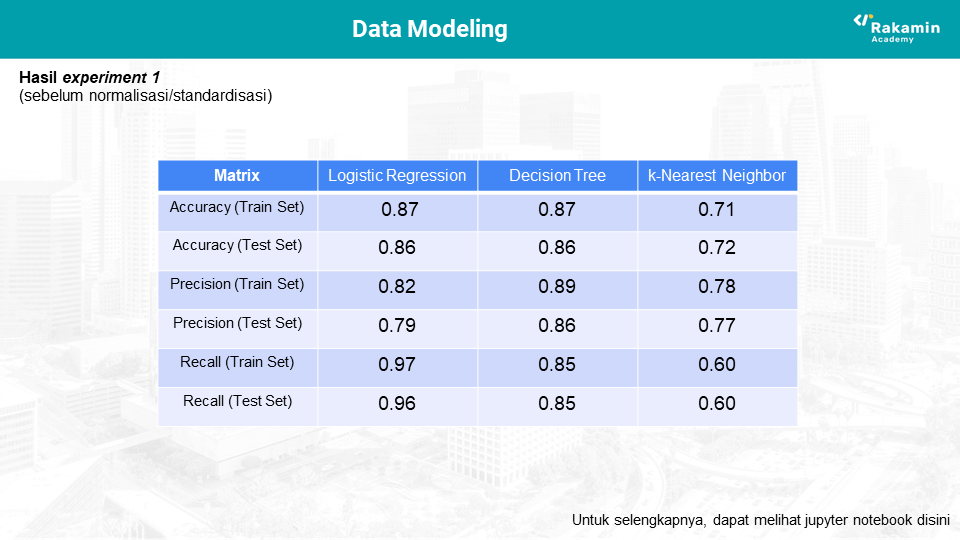 Data Modeling
Rakamin
Academy
Hasil experiment 1
(sebelum normalisasi/standardisasi)
Matrix Logistic Regression Decision Tree k-Nearest Neighbor
Accuracy (Train Set) 0.87 0.87 0.71
Accuracy (Test Set) 0.86 0.86 0.72
Precision (Train Set) 0.82 0.89 0.78
Precision (Test Set) 0.79 0.86 0.77
Recall (Train Set) 0.97 0.85 0.60
Recall (Test Set) 0.96 0.85 0.60
Untuk selengkapnya, dapat melihat jupyter notebook disini